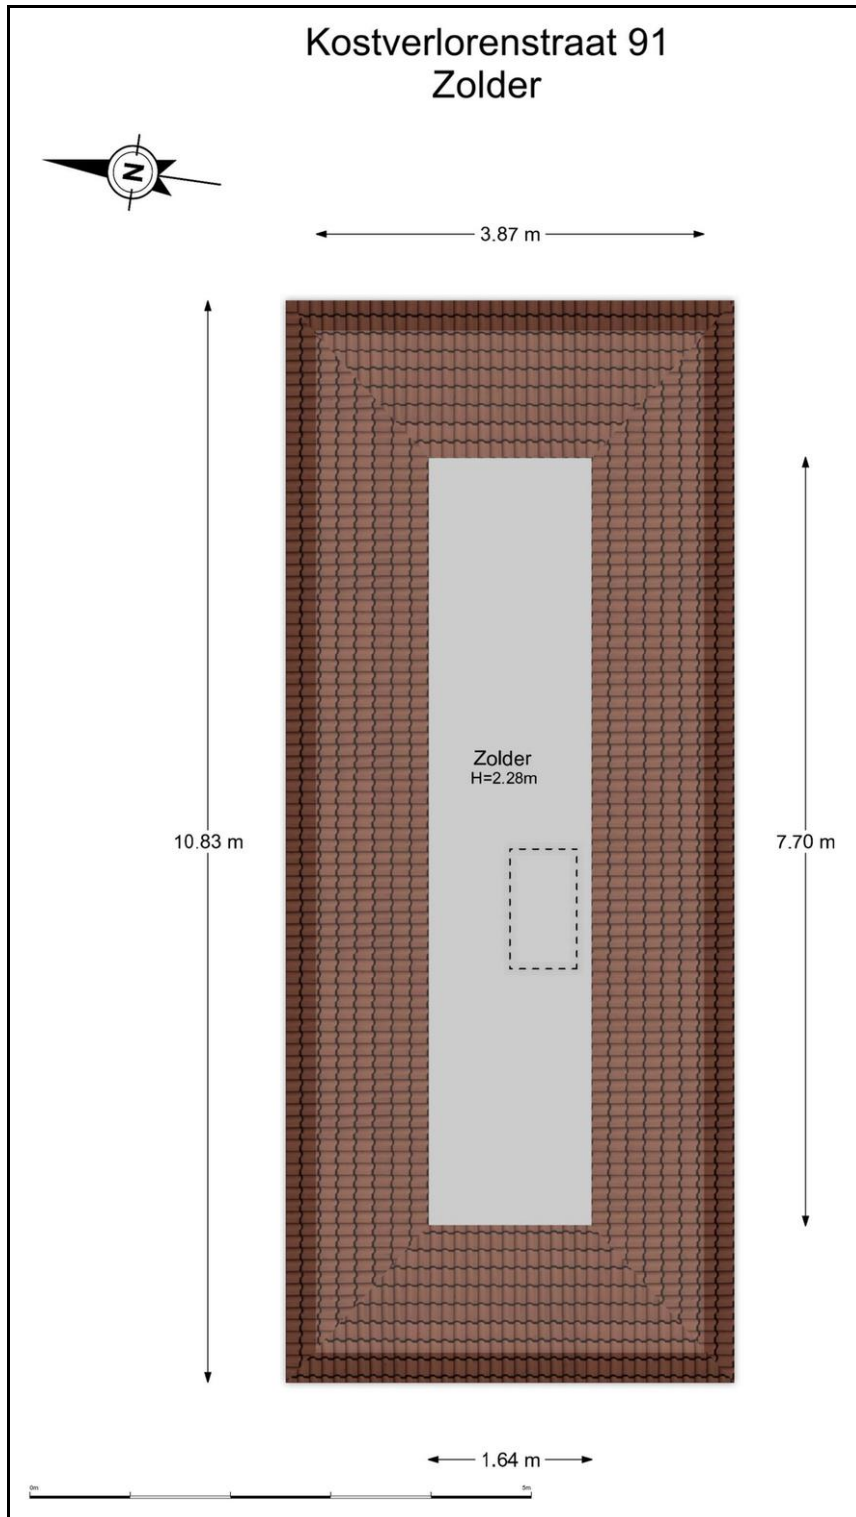 Kostverlorenstraat 91
Zolder
N
3.87 m
Zolder
H=2.28m
10.83 m
7.70 m
1.64 m
0m
5m